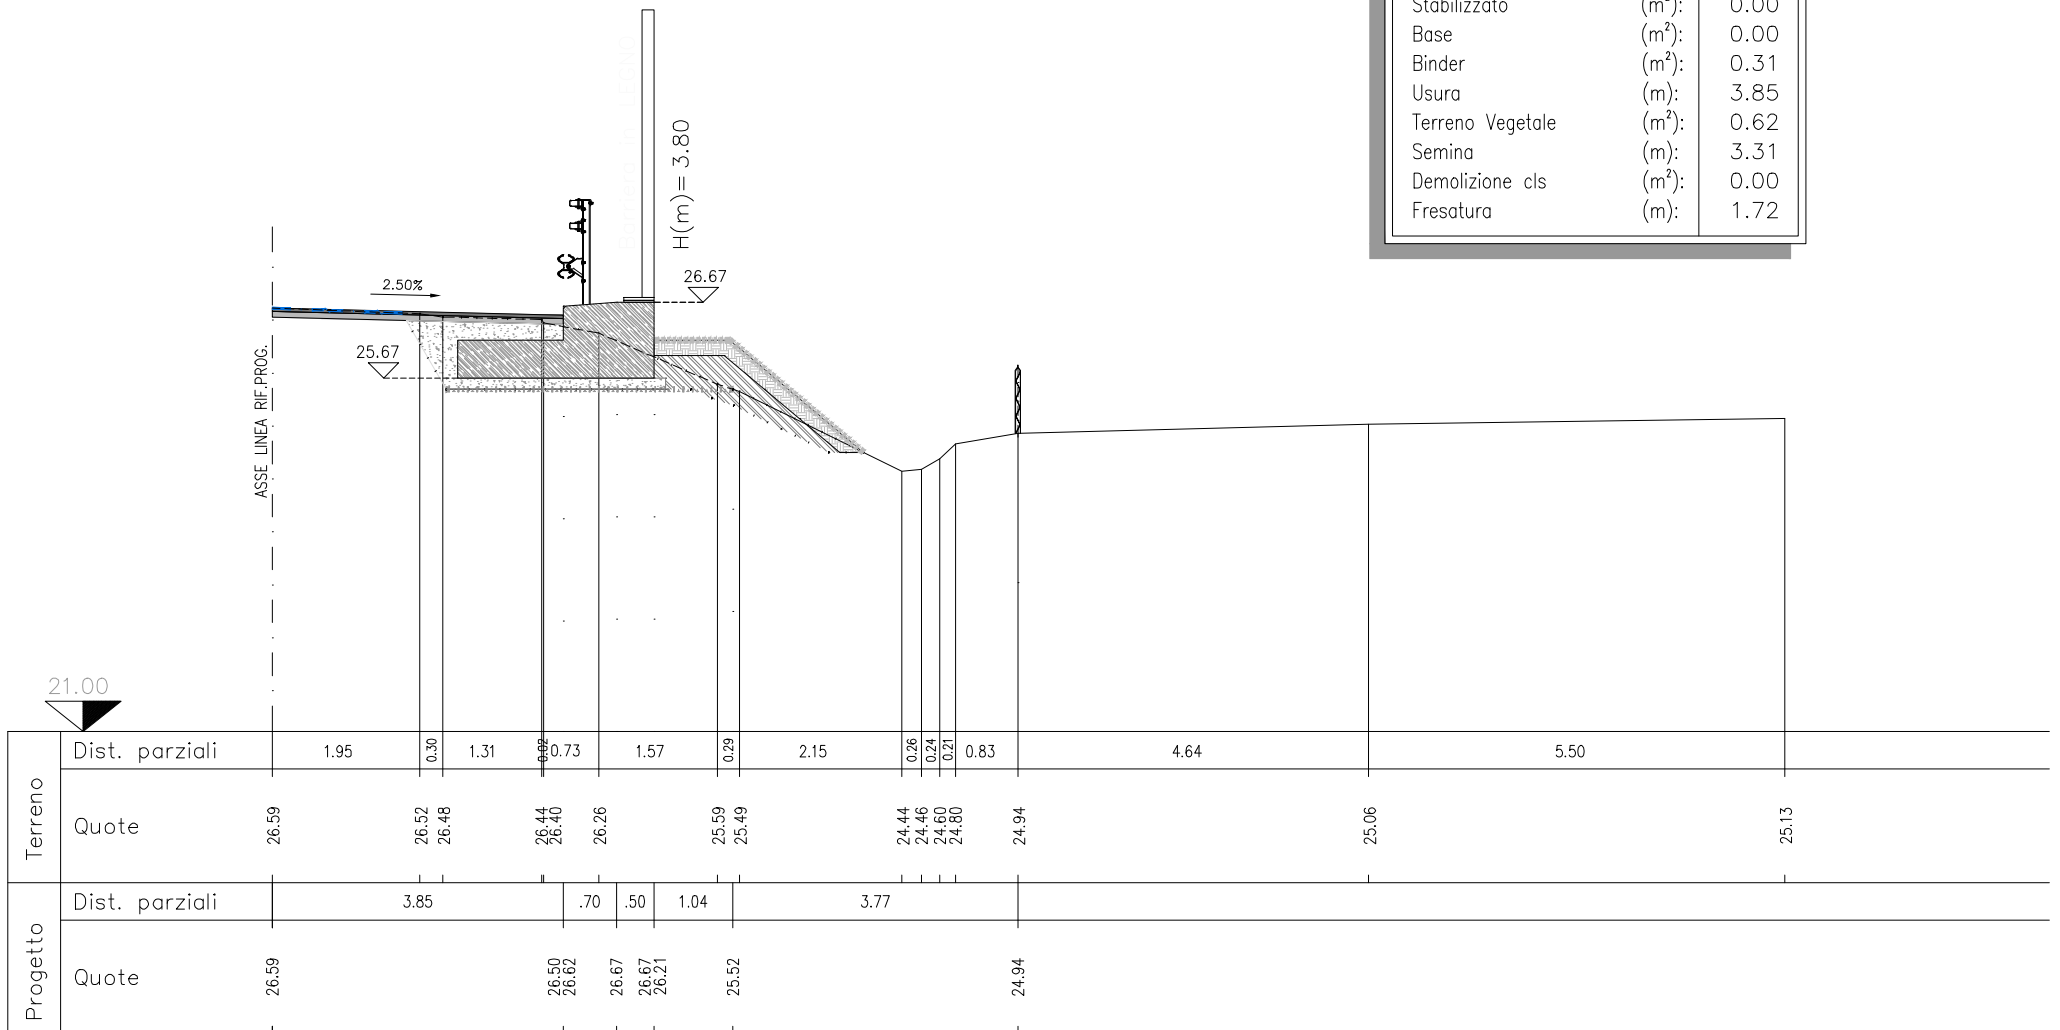 Stabilizzato (m²): 0.00
Base (m²): 0.00
Binder (m²): 0.31
Usura (m): 3.85
Terreno Vegetale (m²): 0.62
Semina (m): 3.31
Demolizione cls (m²): 0.00
Fresatura (m): 1.72
H(m)= 3.80
2.50%
26.67
25.67
ASSE LINEA RIF.PROG.
21.00
Terreno
Dist. parziali 1.95 0.30 1.31 0.02 0.73 1.57 0.29 2.15 0.26 0.24 0.21 0.83 4.64 5.50
Quote 26.59 26.52 26.48 26.44 26.40 26.26 25.59 25.49 24.44 24.46 24.60 24.80 24.94 25.06 25.13
Progetto
Dist. parziali 3.85 .70 .50 1.04 3.77
Quote 26.59 26.50 26.62 26.67 26.67 26.21 25.52 24.94